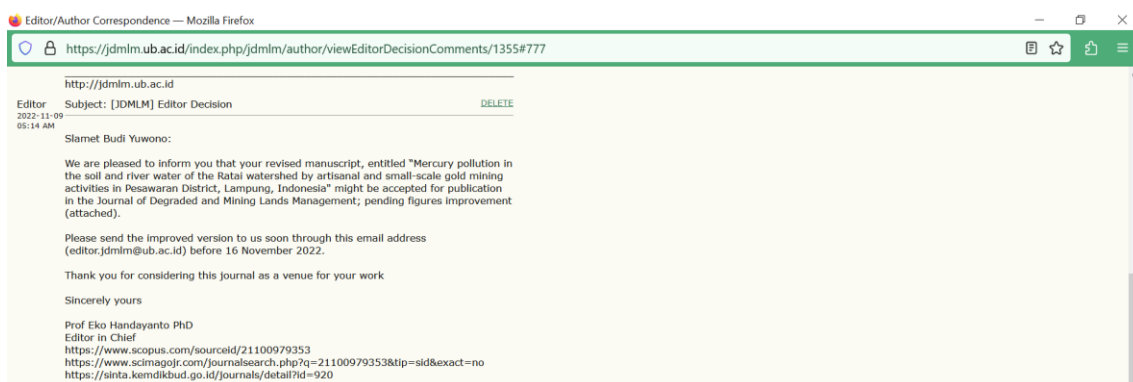 Editor/Author Correspondence — Mozilla Firefox
https://jdmlm.ub.ac.id/index.php/jdmlm/author/viewEditorDecisionComments/1355#777
http://jdmlm.ub.ac.id
Editor Subject: [JDMLM] Editor Decision DELETE
2022-11-09
05:14 AM
Slamet Budi Yuwono:
We are pleased to inform you that your revised manuscript, entitled "Mercury pollution in
the soil and river water of the Ratai watershed by artisanal and small-scale gold mining
activities in Pesawaran District, Lampung, Indonesia" might be accepted for publication
in the Journal of Degraded and Mining Lands Management; pending figures improvement
(attached).
Please send the improved version to us soon through this email address
(editor.jdmlm@ub.ac.id) before 16 November 2022.
Thank you for considering this journal as a venue for your work
Sincerely yours
Prof Eko Handayanto PhD
Editor in Chief
https://www.scopus.com/sourceid/21100979353
https://www.scimagojr.com/journalsearch.php?q=21100979353&tip=sid&exact=no
https://sinta.kemdikbud.go.id/journals/detail?id=920